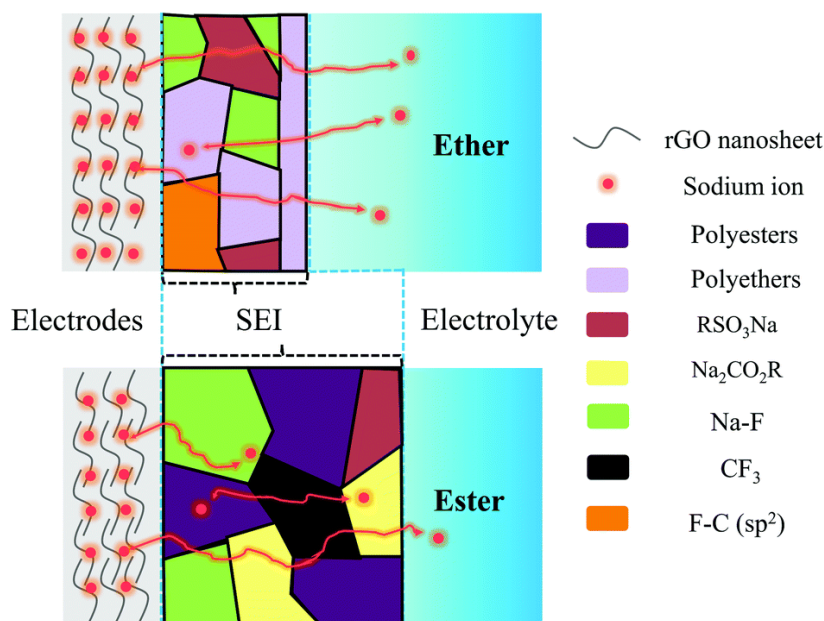 Ether
Electrodes
SEI
Electrolyte
Ester
rGO nanosheet
Sodium ion
Polyesters
Polyethers
RSO₃Na
Na₂CO₂R
Na-F
CF₃
F-C (sp²)